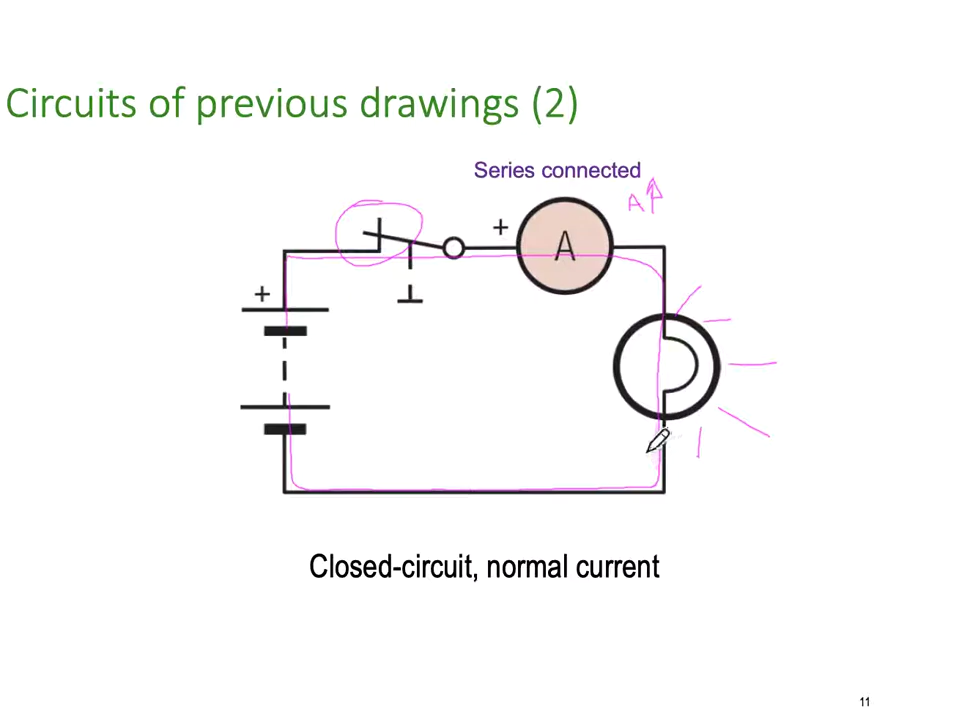 Circuits of previous drawings (2)
Series connected
A
+
A
+
Closed-circuit, normal current
11